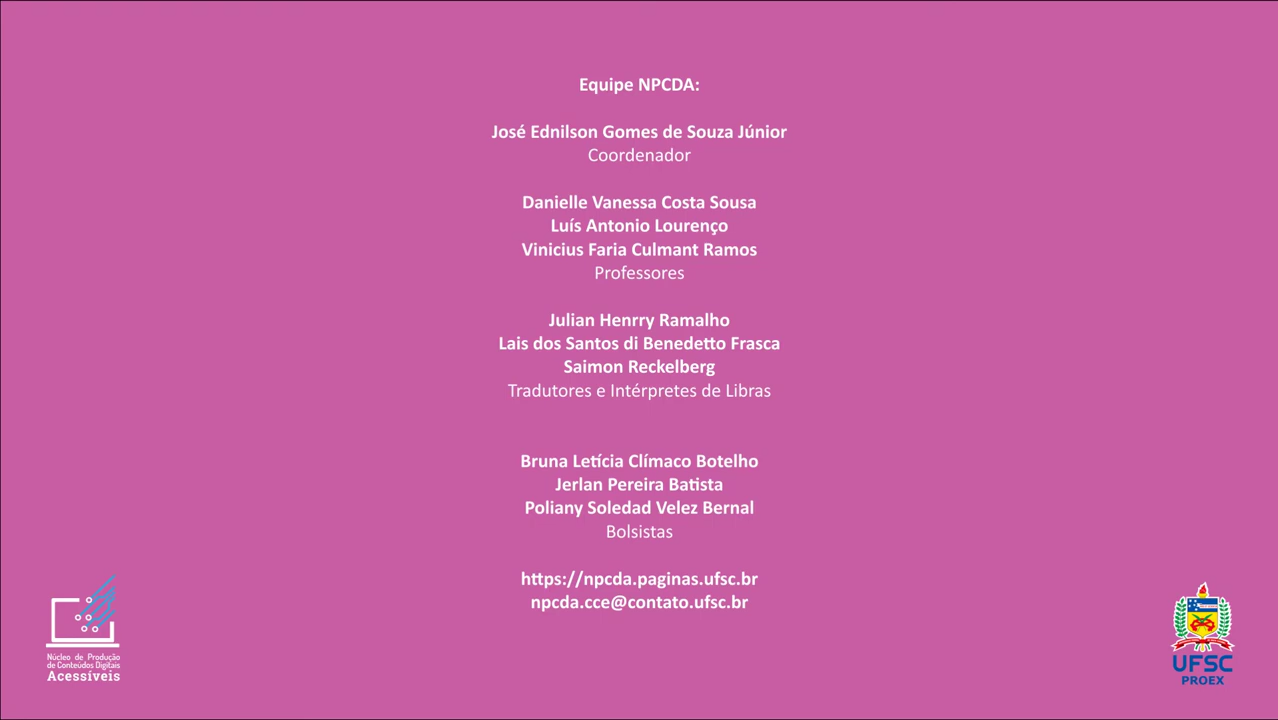 Equipe NPCDA:
José Ednilson Gomes de Souza Júnior
Coordenador
Danielle Vanessa Costa Sousa
Luís Antonio Lourenço
Vinicius Faria Culmant Ramos
Professores
Julian Henrry Ramalho
Lais dos Santos di Benedetto Frasca
Saimon Reckelberg
Tradutores e Intérpretes de Libras
Bruna Letícia Clímaco Botelho
Jerlan Pereira Batista
Poliany Soledad Velez Bernal
Bolsistas
https://npcda.paginas.ufsc.br
npcda.cce@contato.ufsc.br
Núcleo de Produção
de Conteúdos Digitais
Acessíveis
UFSC
PROEX